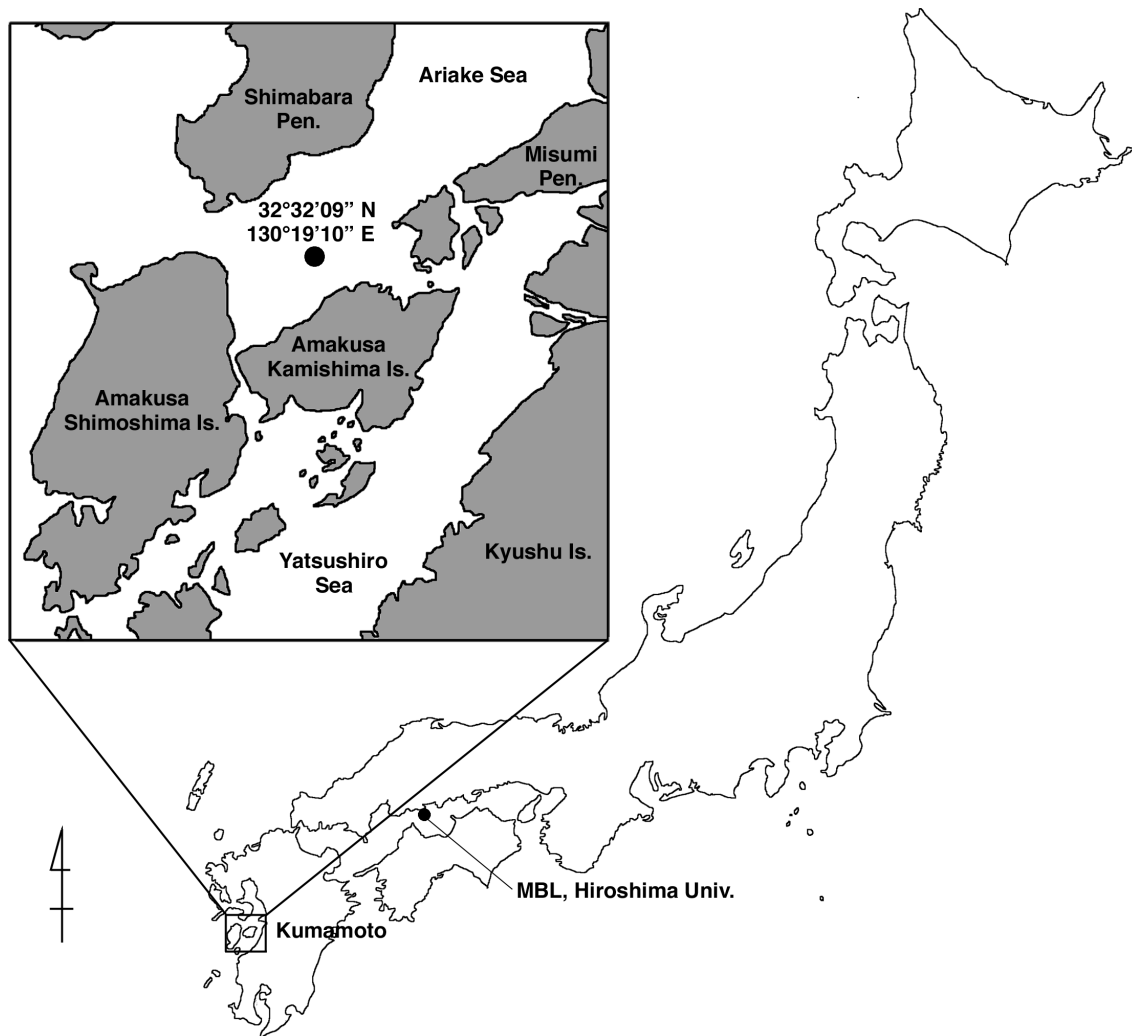 Ariake Sea
Shimabara
Pen.
Misumi
Pen.
32°32’09” N
130°19’10” E
Amakusa
Kamishima Is.
Amakusa
Shimoshima Is.
Kyushu Is.
Yatsushiro
Sea
MBL, Hiroshima Univ.
Kumamoto